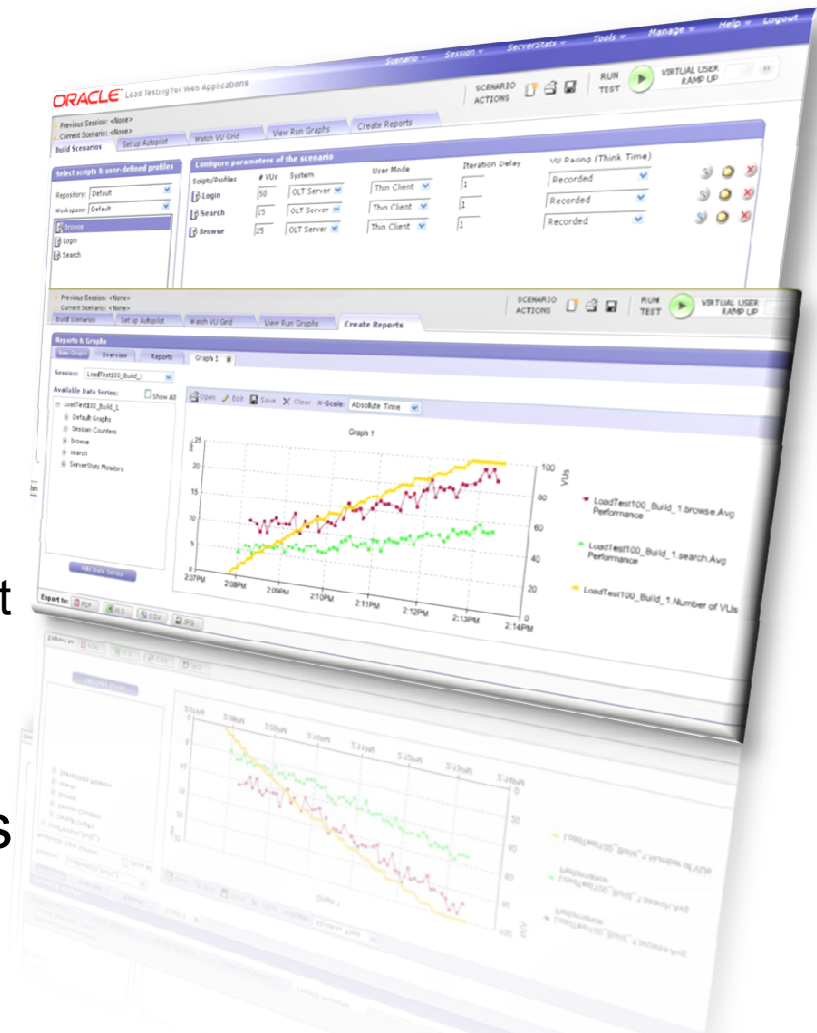 Scenario Session ServerStats Tools Manage Help Logout
ORACLE Load Testing for Web Applications
SCENARIO ACTIONS RUN TEST VIRTUAL USER RAMP UP
Previous Session: <None>
Current Scenario: <None>
Build Scenarios Set up Autopilot Watch VU Grid View Run Graphs Create Reports
Select scripts & user-defined profiles
Repository: Default
Workspace: Default
Browse
Login
Search
Configure parameters of the scenario
Scripts/Profiles # VUs System User Mode Iteration Delay VU Pacing (Think Time)
Login 50 OLT Server Thin Client 1 Recorded
Search 25 OLT Server Thin Client 1 Recorded
Browse 25 OLT Server Thin Client 1 Recorded
Previous Session: <None>
Current Scenario: <None>
SCENARIO ACTIONS RUN TEST VIRTUAL USER RAMP UP
Build Scenarios Set up Autopilot Watch VU Grid View Run Graphs Create Reports
Reports & Graphs
New Graph Overview Reports Graph 1
Session: LoadTest100_Build_1
Available Data Series: Show All
LoadTest100_Build_1
Default Graphs
Session Counters
Browse
Search
ServerStats Monitors
Add Data Series
Open Edit Save Clear X-Scale: Absolute Time
Graph 1
25
20
15
10
5
0
100
80
60
40
20
0
VUs
2:07PM 2:08PM 2:09PM 2:10PM 2:11PM 2:12PM 2:13PM 2:14PM
LoadTest100_Build_1.browse.Avg
Performance
LoadTest100_Build_1.search.Avg
Performance
LoadTest100_Build_1.Number of VUs
Export to: PDF XLS CSV JPG
t
s